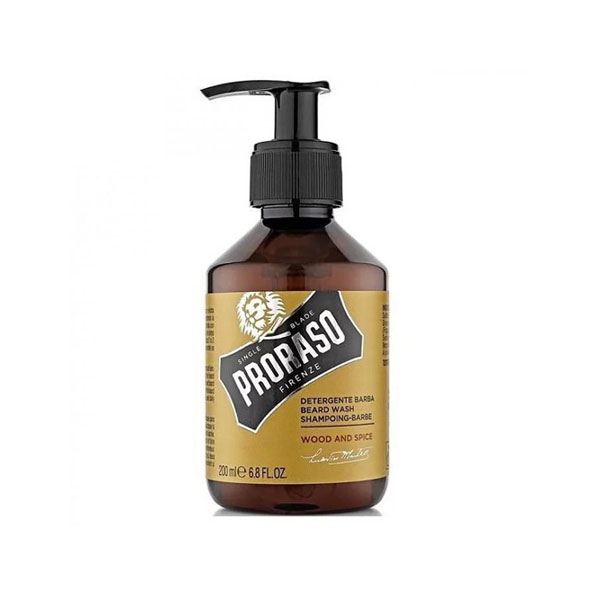 SINGLE BLADE
PRORASO
FIRENZE
DETERGENTE BARBA
BEARD WASH
SHAMPOING-BARBE
WOOD AND SPICE
200 ml ℮ 6.8 FL.OZ.